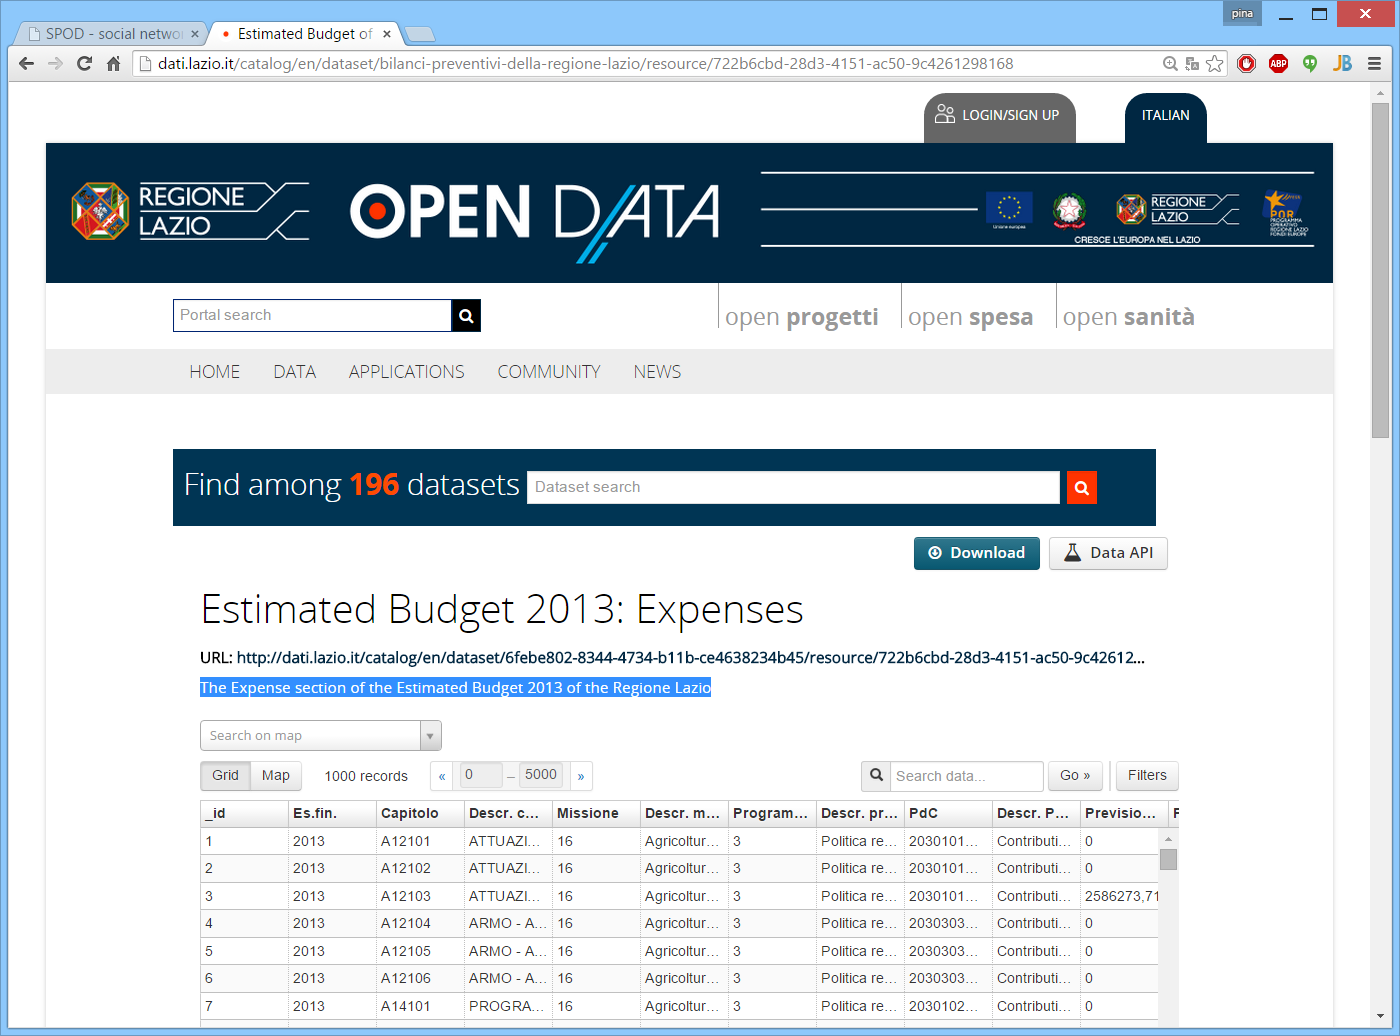 pina
SPOD - social netwo
Estimated Budget of
dati.lazio.it/catalog/en/dataset/bilanci-preventivi-della-regione-lazio/resource/722b6cbd-28d3-4151-ac50-9c4261298168
ABP
JB
LOGIN/SIGN UP
ITALIAN
REGIONE
LAZIO
OPEN DATA
Unione europea
REGIONE
LAZIO
POR
PROGRAMMA
OPERATIVO
REGIONE LAZIO
FONDI EUROPEI
CRESCE L'EUROPA NEL LAZIO
Portal search
open progetti
open spesa
open sanità
HOME DATA APPLICATIONS COMMUNITY NEWS
Find among 196 datasets Dataset search
Download Data API
Estimated Budget 2013: Expenses
URL: http://dati.lazio.it/catalog/en/dataset/6febe802-8344-4734-b11b-ce4638234b45/resource/722b6cbd-28d3-4151-ac50-9c42612...
The Expense section of the Estimated Budget 2013 of the Regione Lazio
Search on map
Grid Map 1000 records « 0 – 5000 » Search data... Go » Filters
_id Es.fin. Capitolo Descr. c... Missione Descr. m... Program... Descr. pr... PdC Descr. P... Previsio...
1 2013 A12101 ATTUAZI... 16 Agricoltur... 3 Politica re... 2030101... Contributi... 0
2 2013 A12102 ATTUAZI... 16 Agricoltur... 3 Politica re... 2030101... Contributi... 0
3 2013 A12103 ATTUAZI... 16 Agricoltur... 3 Politica re... 2030101... Contributi... 2586273,71
4 2013 A12104 ARMO - A... 16 Agricoltur... 3 Politica re... 2030303... Contributi... 0
5 2013 A12105 ARMO - A... 16 Agricoltur... 3 Politica re... 2030303... Contributi... 0
6 2013 A12106 ARMO - A... 16 Agricoltur... 3 Politica re... 2030303... Contributi... 0
7 2013 A14101 PROGRA... 16 Agricoltur... 3 Politica re... 2030102... Contributi... 0